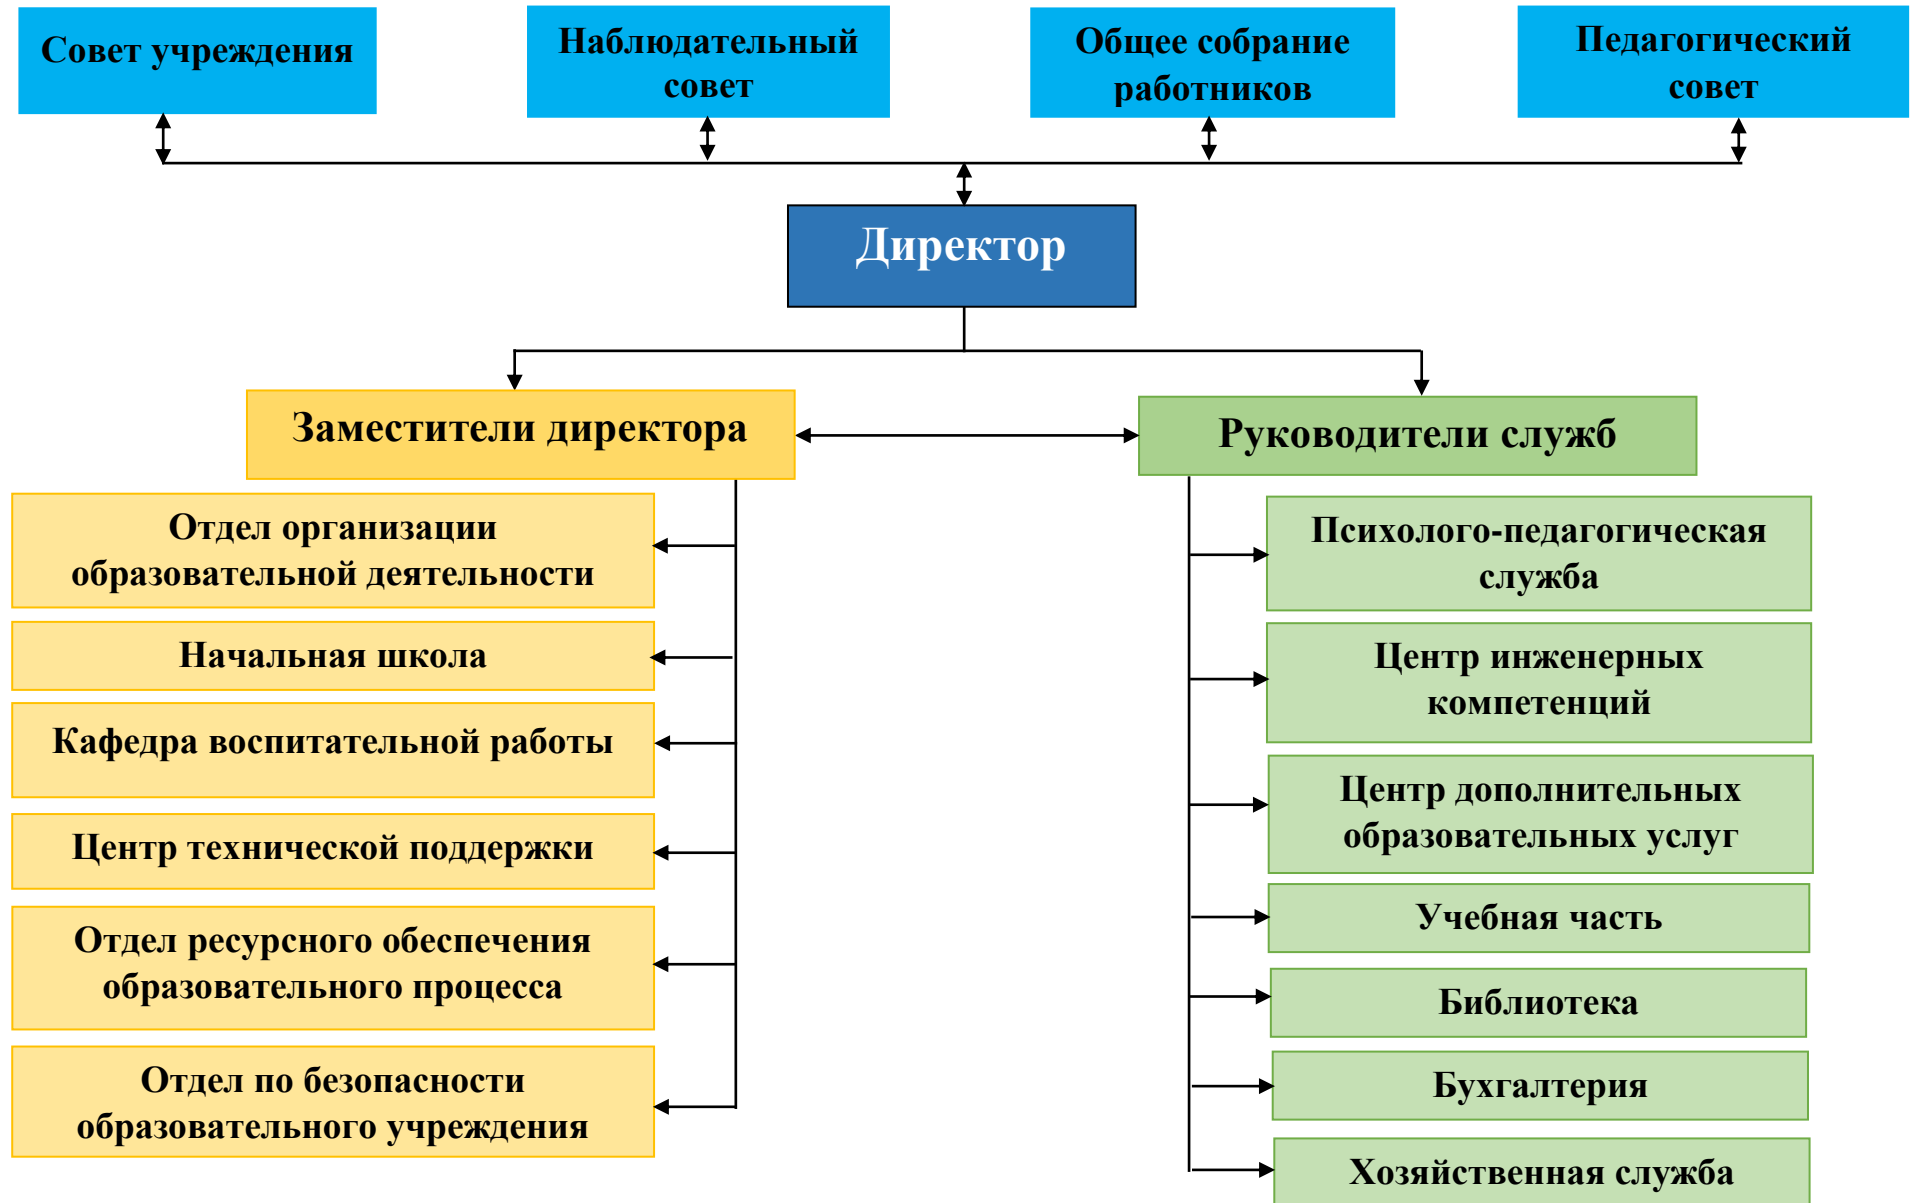 Совет учреждения
Наблюдательный
совет
Общее собрание
работников
Педагогический
совет
Директор
Заместители директора
Руководители служб
Отдел организации
образовательной деятельности
Начальная школа
Кафедра воспитательной работы
Центр технической поддержки
Отдел ресурсного обеспечения
образовательного процесса
Отдел по безопасности
образовательного учреждения
Психолого-педагогическая
служба
Центр инженерных
компетенций
Центр дополнительных
образовательных услуг
Учебная часть
Библиотека
Бухгалтерия
Хозяйственная служба